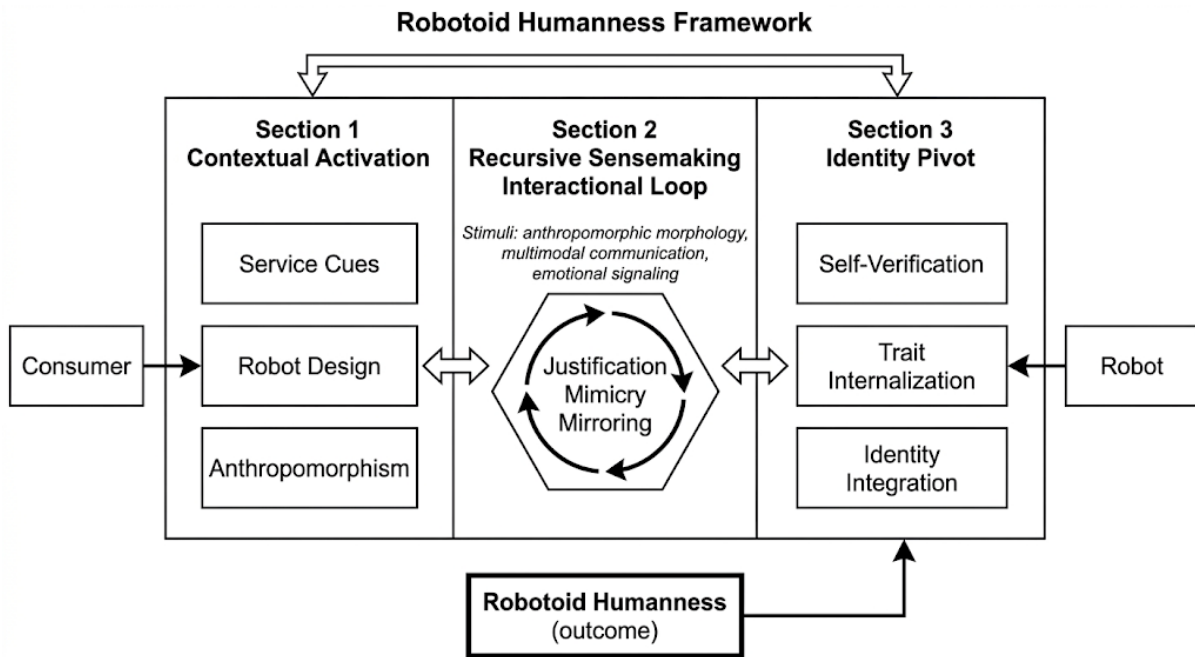 Robotoid Humanness Framework
Section 1
Contextual Activation
Service Cues
Robot Design
Anthropomorphism
Section 2
Recursive Sensemaking
Interactional Loop
Stimuli: anthropomorphic morphology,
multimodal communication,
emotional signaling
Justification
Mimicry
Mirroring
Section 3
Identity Pivot
Self-Verification
Trait
Internalization
Identity
Integration
Consumer
Robot
Robotoid Humanness
(outcome)